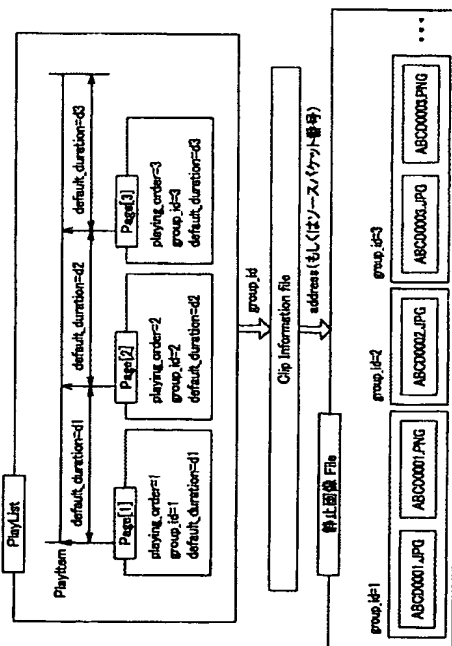 PlayList
PlayItem
default_duration=d1
default_duration=d2
default_duration=d3
Page[1]
playing_order=1
group_id=1
default_duration=d1
Page[2]
playing_order=2
group_id=2
default_duration=d2
Page[3]
playing_order=3
group_id=3
default_duration=d3
group_id
Clip Information file
address(もしくはソースパケット番号)
静止画像 File
group_id=1
ABCD0001.JPG
ABCD0001.PNG
group_id=2
ABCD0002.JPG
group_id=3
ABCD0003.JPG
ABCD0003.PNG
...